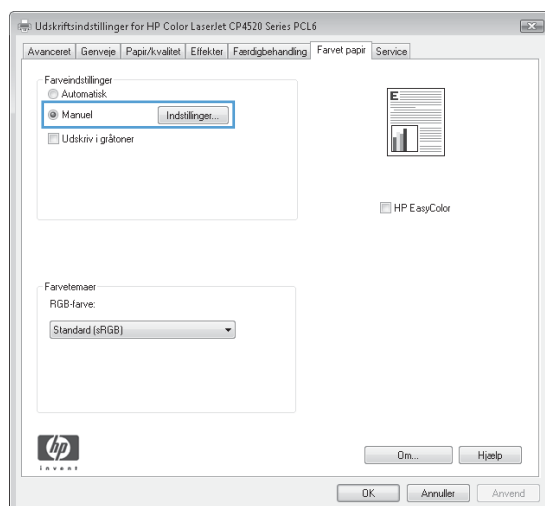 Udskriftsindstillinger for HP Color LaserJet CP4520 Series PCL6
Avanceret Genveje Papir/kvalitet Effekter Færdigbehandling Farvet papir Service
Farveindstillinger
Automatisk
Manuel Indstillinger...
Udskriv i gråtoner
E
HP EasyColor
Farvetemaer
RGB-farve:
Standard (sRGB)
hp
invent
Om... Hjælp
OK Annuller Anvend